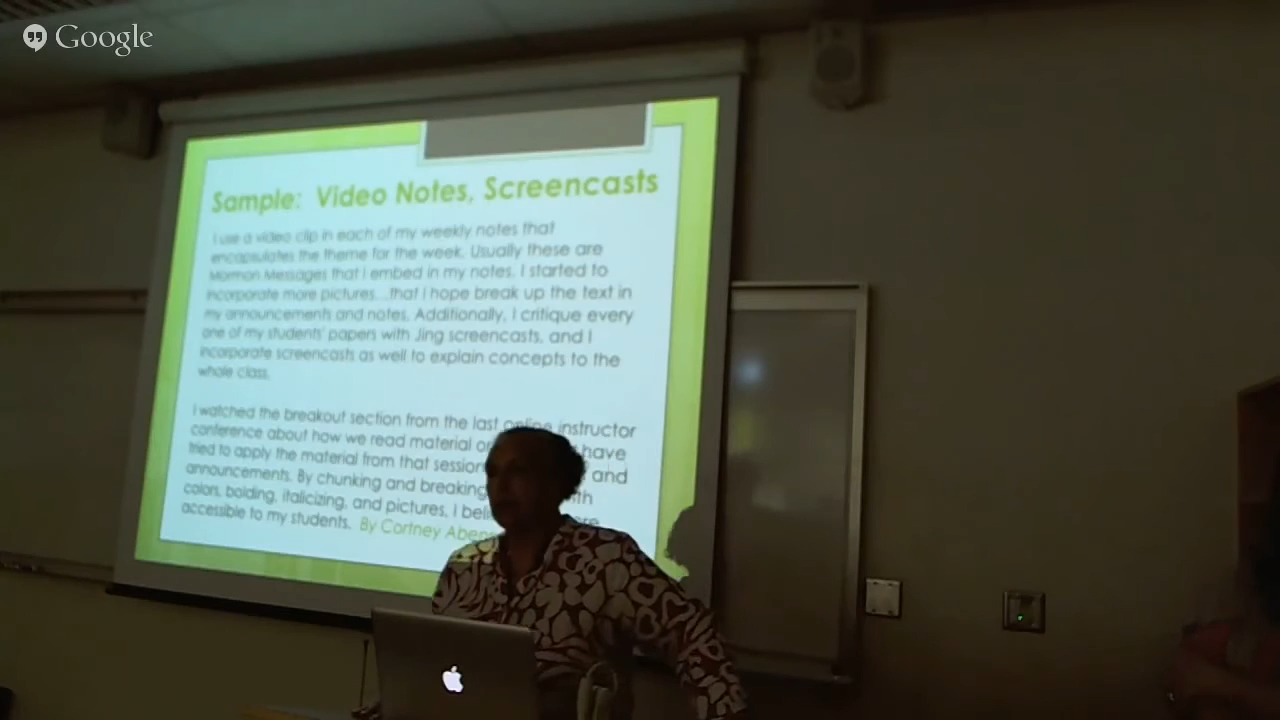 Google
Sample: Video Notes, Screencasts
I use a video clip in each of my weekly notes that
encapsulates the theme for the week. Usually these are
Mormon Messages that I embed in my notes. I started to
incorporate more pictures...that I hope break up the text in
my announcements and notes. Additionally, I critique every
one of my students' papers with Jing screencasts, and I
incorporate screencasts as well to explain concepts to the
whole class.
I watched the breakout section from the last online instructor
conference about how we read material have
tried to apply the material from that session and
announcements. By chunking and breaking
colors, bolding, italicizing, and pictures, I
accessible to my students. By Cortney